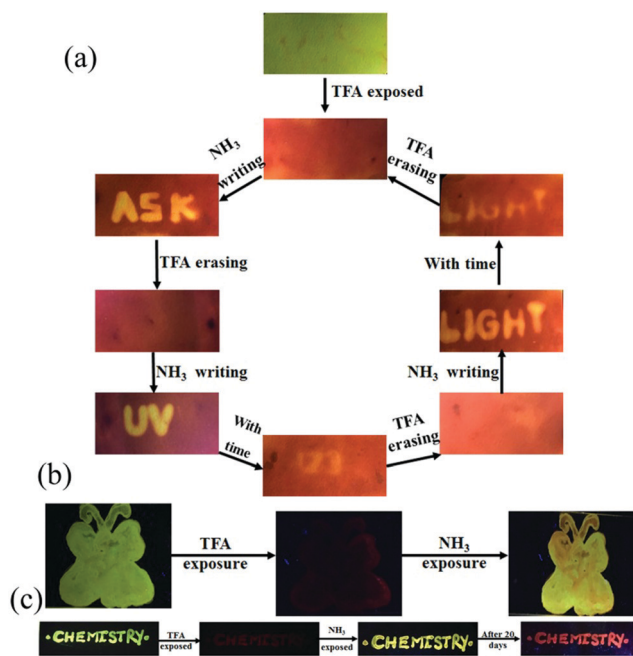 (a)
TFA exposed
NH₃ writing
ASK
TFA erasing
NH₃ writing
UV
With time
TFA erasing
NH₃ writing
LIGHT
With time
LIGHT
TFA erasing
(b)
TFA exposure
NH₃ exposure
(c)
CHEMISTRY
TFA exposed
NH₃ exposed
CHEMISTRY
After 20 days
CHEMISTRY